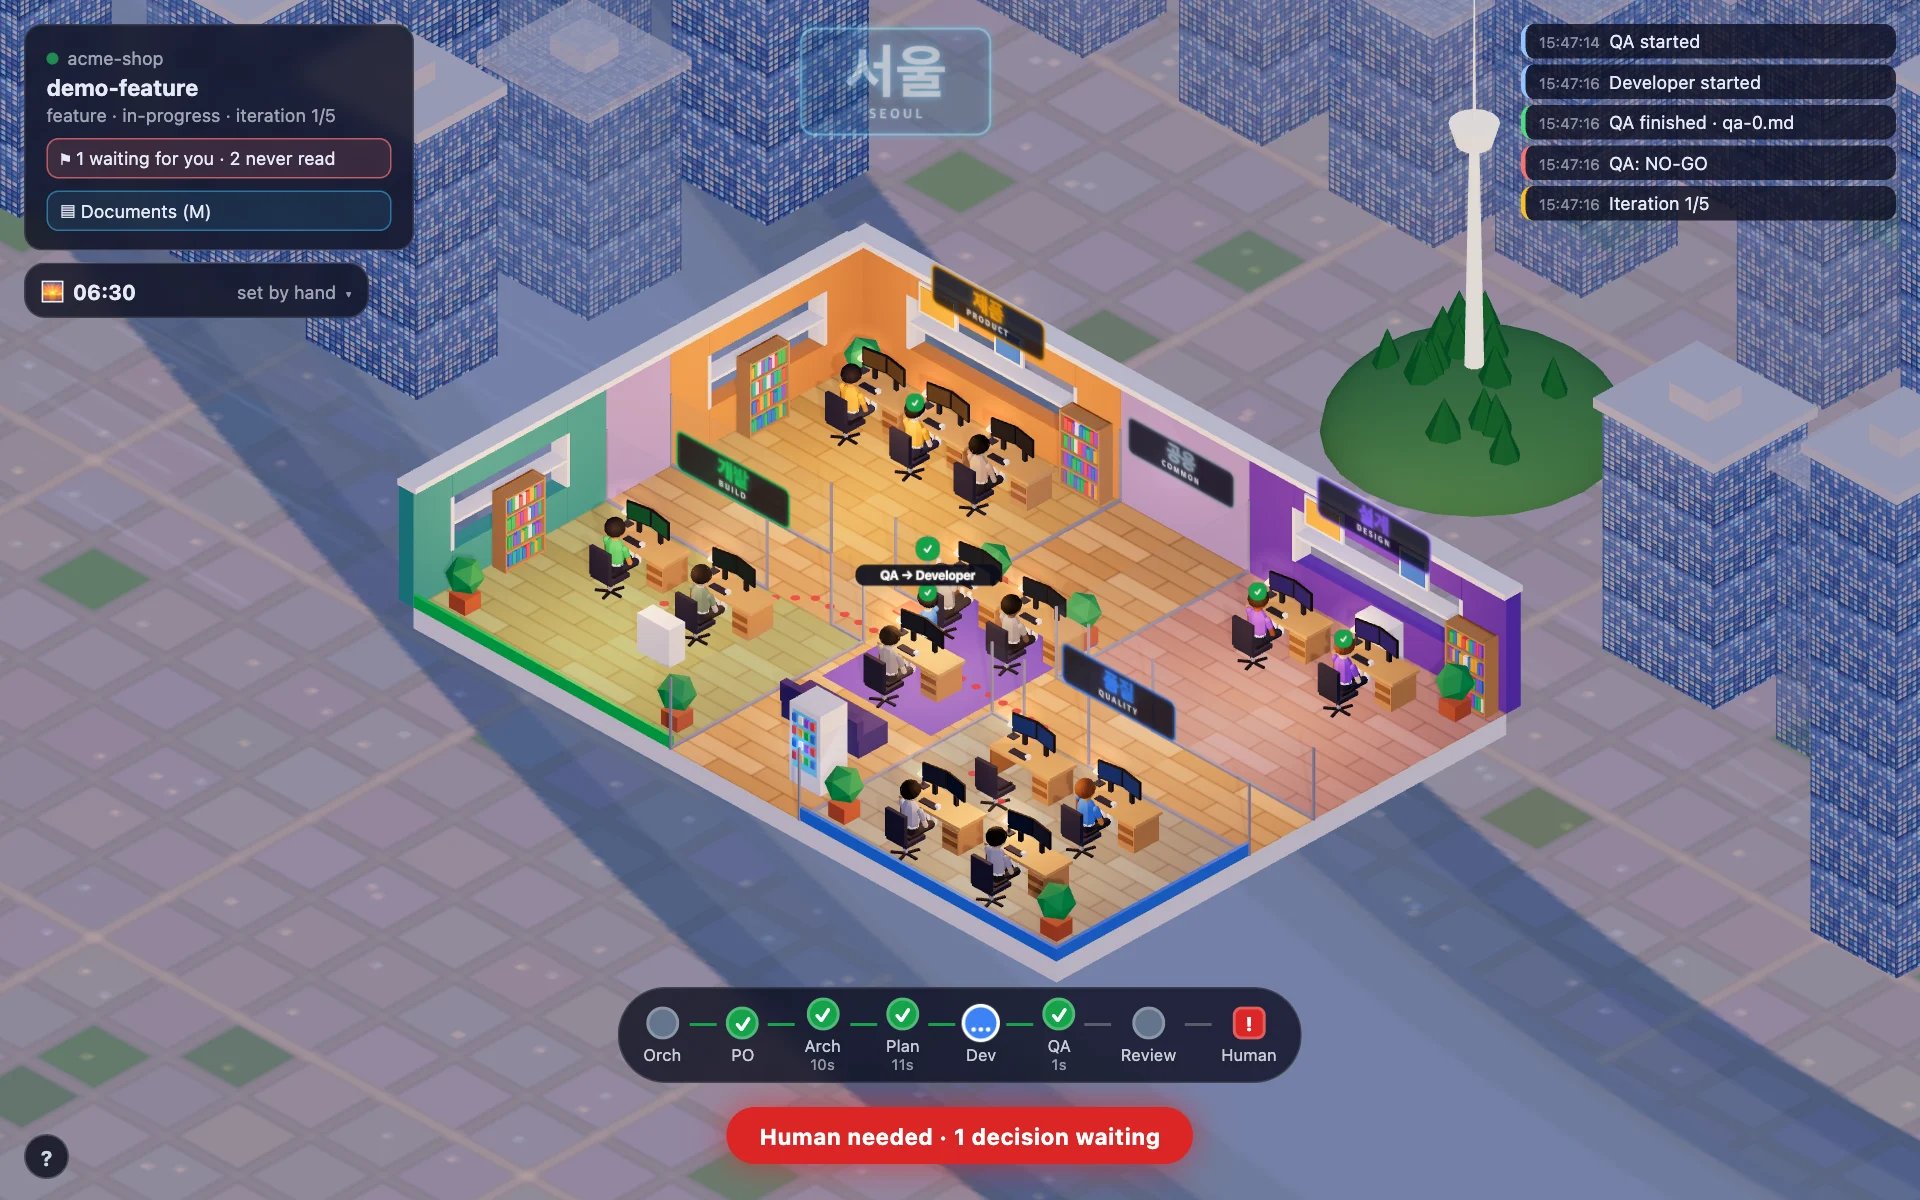 acme-shop
demo-feature
feature · in-progress · iteration 1/5
1 waiting for you · 2 never read
Documents (M)
06:30
set by hand
서울
SEOUL
15:47:14 QA started
15:47:16 Developer started
15:47:16 QA finished · qa-0.md
15:47:16 QA: NO-GO
15:47:16 Iteration 1/5
제품
PRODUCT
개발
BUILD
공용
COMMON
설계
DESIGN
QA → Developer
품질
QUALITY
Orch
PO
Arch
10s
Plan
11s
Dev
QA
1s
Review
!
Human
Human needed · 1 decision waiting
?